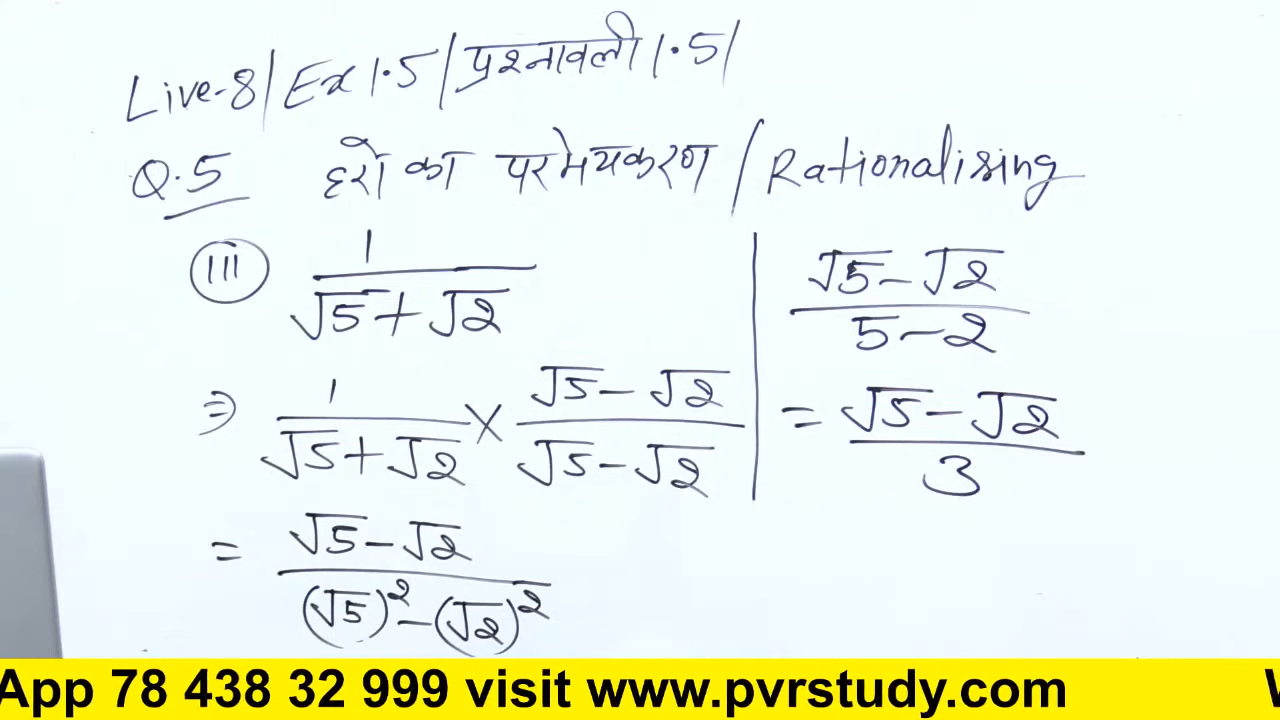 Live-8/ Ex 1.5/ प्रश्नावली 1.5/
Q.5 हरों का परिमेयकरण / Rationalising
(III) 1/(√5+√2)
⇒ 1/(√5+√2) × (√5-√2)/(√5-√2)
= (√5-√2)/((√5)²-(√2)²)
(√5-√2)/(5-2)
= (√5-√2)/3
App 78 438 32 999 visit www.pvrstudy.com W